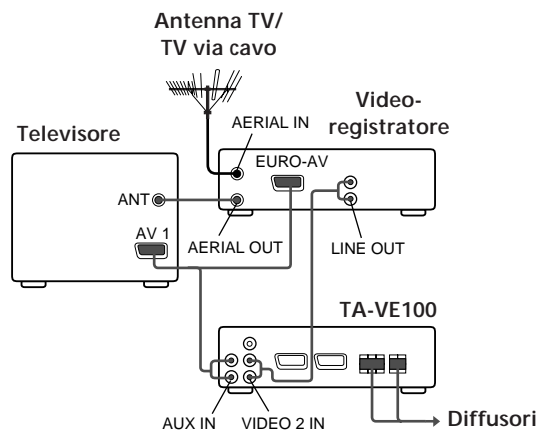 Antenna TV/
TV via cavo
Video-
registratore
Televisore
AERIAL IN
EURO-AV
ANT
AV 1
AERIAL OUT
LINE OUT
TA-VE100
AUX IN
VIDEO 2 IN
Diffusori